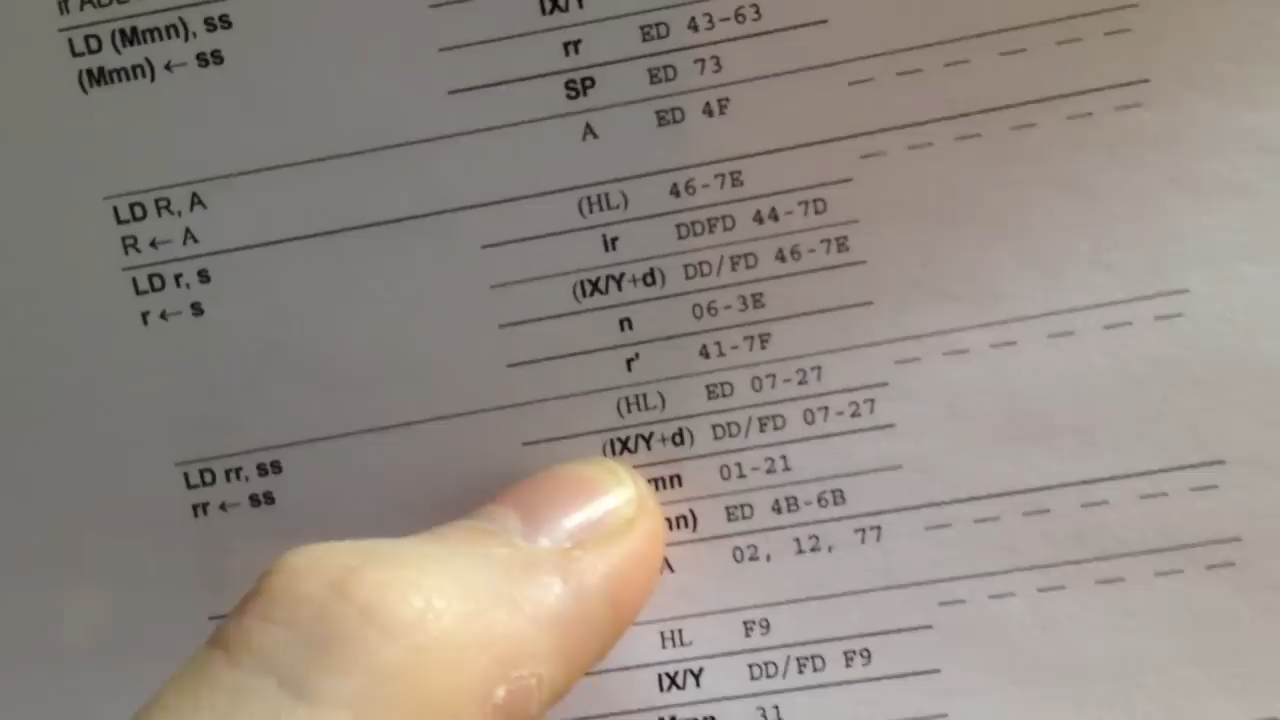 LD (Mmn), ss
(Mmn) ← ss
IX/Y
rr ED 43-63
SP ED 73
A ED 4F
LD R, A
R ← A
(HL) 46-7E
LD r, s
r ← s
ir DDFD 44-7D
(IX/Y+d) DD/FD 46-7E
n 06-3E
r' 41-7F
LD rr, ss
rr ← ss
(HL) ED 07-27
(IX/Y+d) DD/FD 07-27
mn 01-21
nn) ED 4B-6B
A 02, 12, 77
HL F9
IX/Y DD/FD F9
Mmn 31